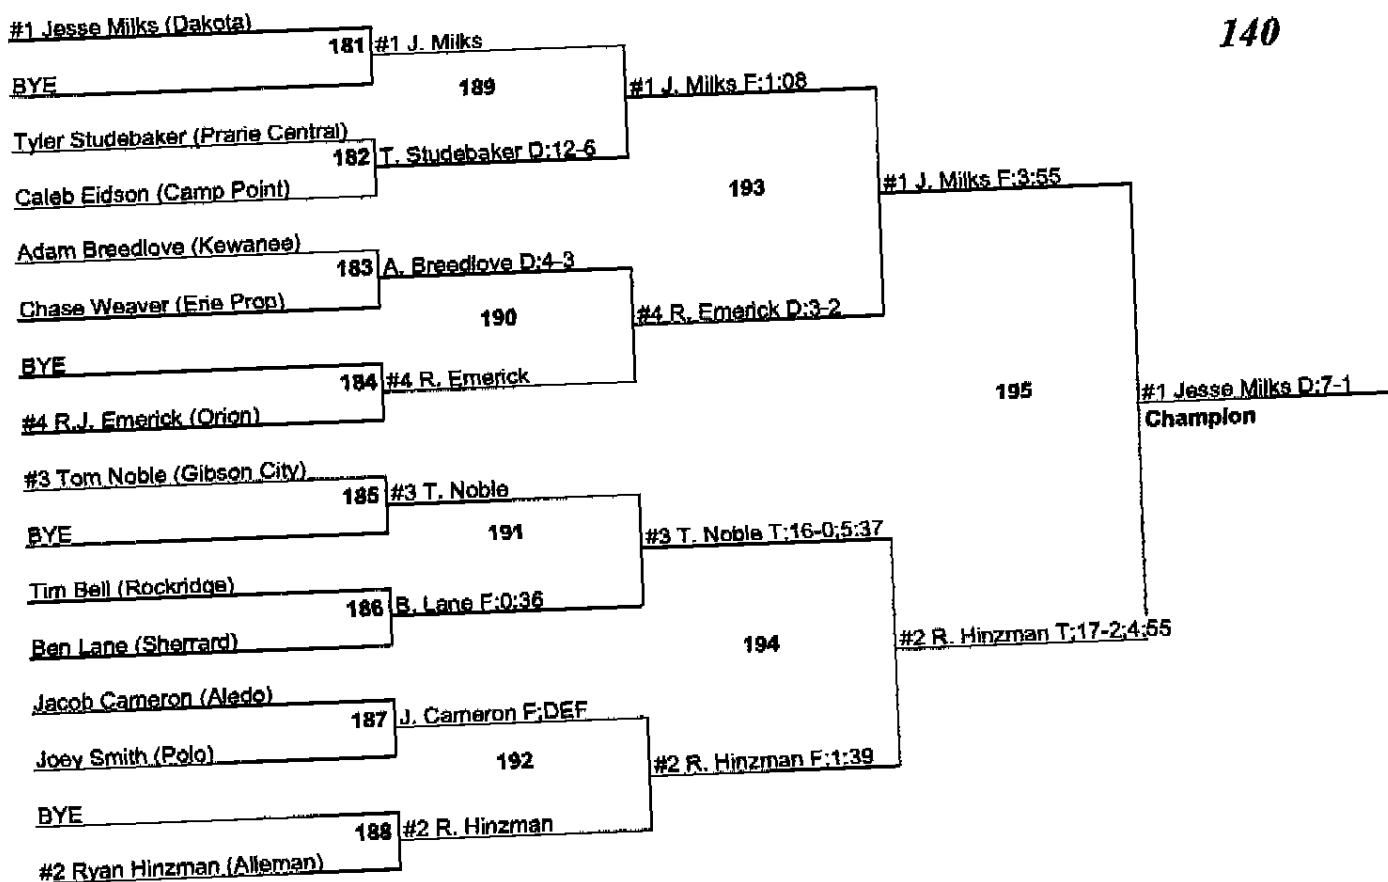 140
#1 Jesse Milks (Dakota)
181 #1 J. Milks
BYE
189
#1 J. Milks F;1:08
Tyler Studebaker (Prarie Central)
182 T. Studebaker D;12-6
Caleb Eidson (Camp Point)
193
#1 J. Milks F;3:55
Adam Breedlove (Kewanee)
183 A. Breedlove D;4-3
Chase Weaver (Erie Prop)
190
#4 R. Emerick D;3-2
BYE
184 #4 R. Emerick
#4 R.J. Emerick (Orion)
195
#1 Jesse Milks D;7-1
Champion
#3 Tom Noble (Gibson City)
185 #3 T. Noble
BYE
191
#3 T. Noble T;16-0;5:37
Tim Bell (Rockridge)
186 B. Lane F;0:36
Ben Lane (Sherrard)
194
#2 R. Hinzman T;17-2;4:55
Jacob Cameron (Aledo)
187 J. Cameron F;DEF
Joey Smith (Polo)
192
#2 R. Hinzman F;1:39
BYE
188 #2 R. Hinzman
#2 Ryan Hinzman (Alleman)